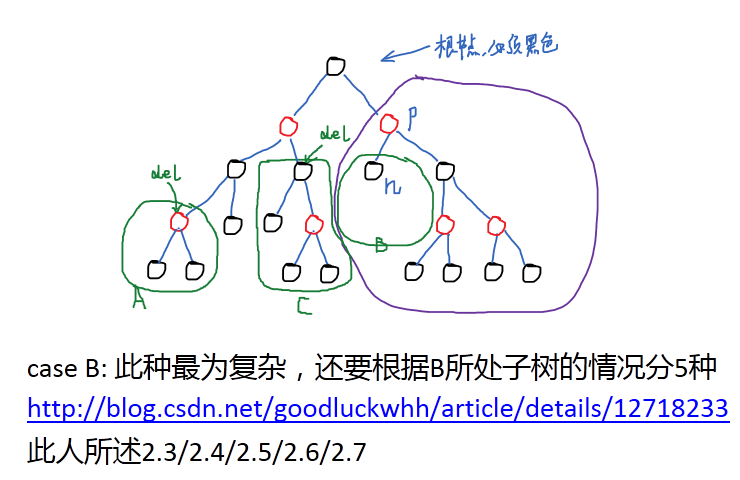 根节点,必须黑色
P
del
del
n
B
A
C
case B: 此种最为复杂，还要根据B所处子树的情况分5种
http://blog.csdn.net/goodluckwhh/article/details/12718233
此人所述2.3/2.4/2.5/2.6/2.7